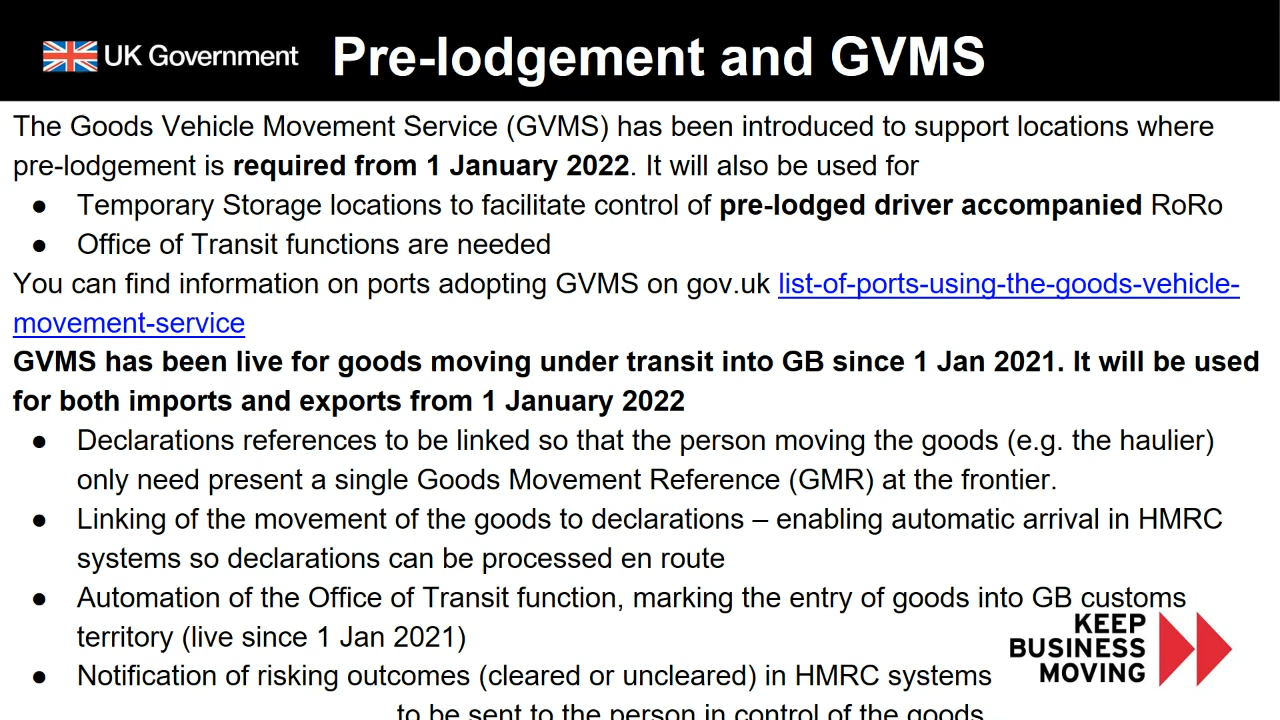 UK Government
Pre-lodgement and GVMS
The Goods Vehicle Movement Service (GVMS) has been introduced to support locations where
pre-lodgement is required from 1 January 2022. It will also be used for
● Temporary Storage locations to facilitate control of pre-lodged driver accompanied RoRo
● Office of Transit functions are needed
You can find information on ports adopting GVMS on gov.uk list-of-ports-using-the-goods-vehicle-
movement-service
GVMS has been live for goods moving under transit into GB since 1 Jan 2021. It will be used
for both imports and exports from 1 January 2022
● Declarations references to be linked so that the person moving the goods (e.g. the haulier)
only need present a single Goods Movement Reference (GMR) at the frontier.
● Linking of the movement of the goods to declarations – enabling automatic arrival in HMRC
systems so declarations can be processed en route
● Automation of the Office of Transit function, marking the entry of goods into GB customs
territory (live since 1 Jan 2021)
● Notification of risking outcomes (cleared or uncleared) in HMRC systems
to be sent to the person in control of the goods
KEEP
BUSINESS
MOVING